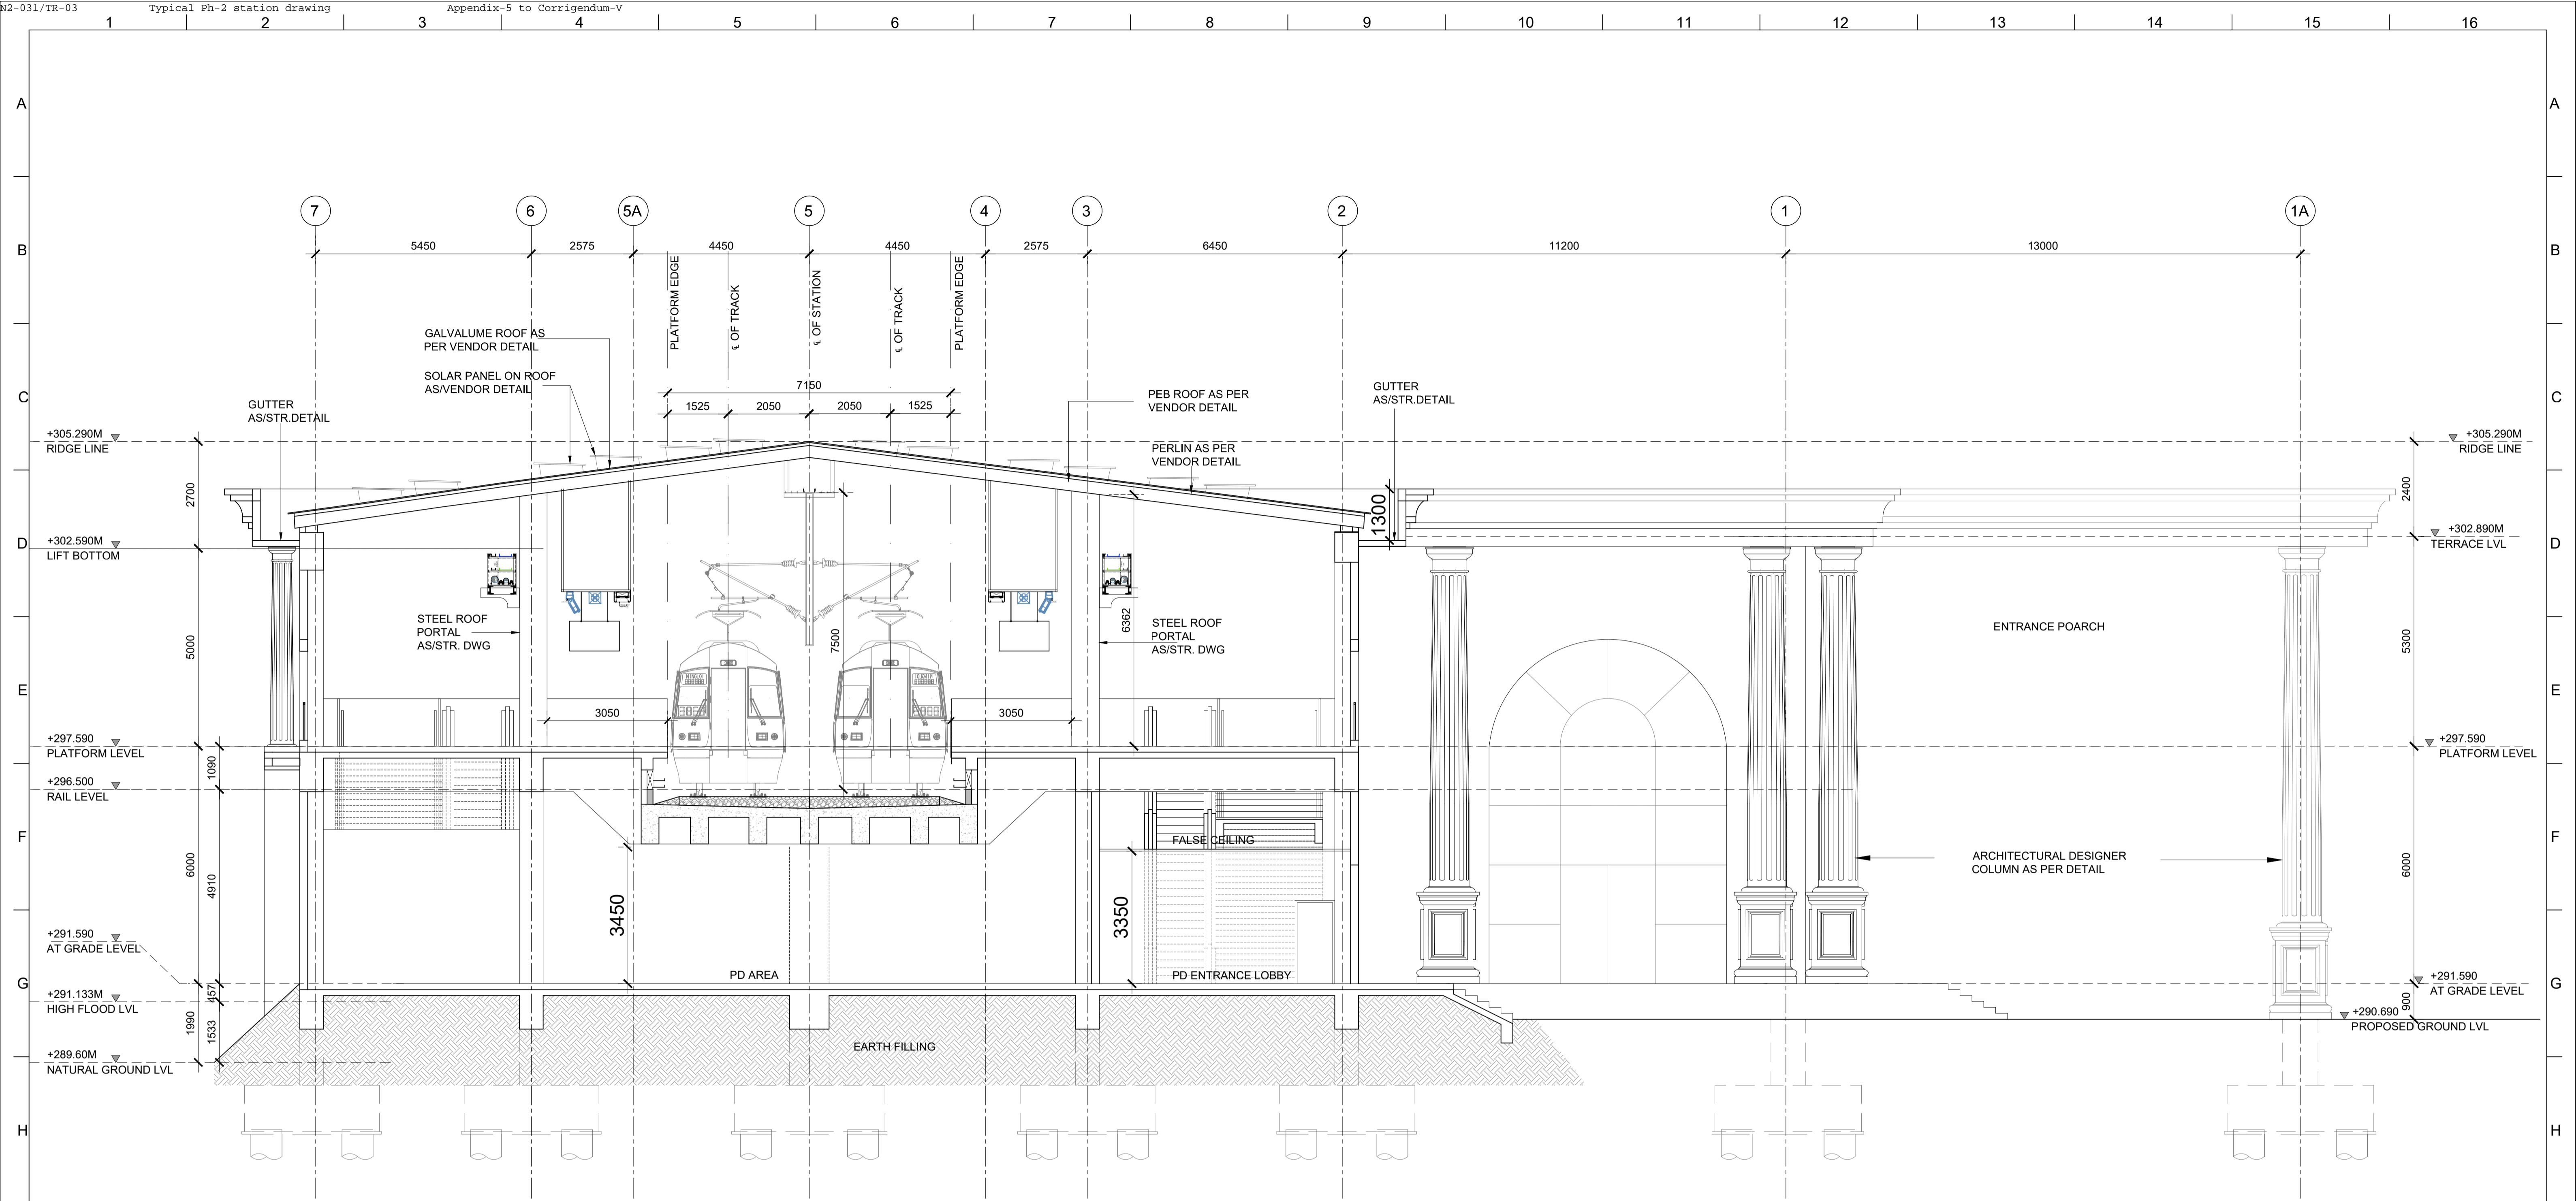 N2-031/TR-03 Typical Ph-2 station drawing Appendix-5 to Corrigendum-V
1 2 3 4 5 6 7 8 9 10 11 12 13 14 15 16
A A
7 6 5A 5 4 3 2 1 1A
B B
5450 2575 4450 4450 2575 6450 11200 13000
PLATFORM EDGE
℄ OF TRACK
℄ OF STATION
℄ OF TRACK
PLATFORM EDGE
GALVALUME ROOF AS
PER VENDOR DETAIL
SOLAR PANEL ON ROOF
AS/VENDOR DETAIL
7150
1525 2050 2050 1525
PEB ROOF AS PER
VENDOR DETAIL
GUTTER
AS/STR.DETAIL
GUTTER
AS/STR.DETAIL
C C
+305.290M
RIDGE LINE
PERLIN AS PER
VENDOR DETAIL
+305.290M
RIDGE LINE
2700
1300
2400
D D
+302.590M
LIFT BOTTOM
+302.890M
TERRACE LVL
STEEL ROOF
PORTAL
AS/STR. DWG
7500
6362
STEEL ROOF
PORTAL
AS/STR. DWG
ENTRANCE POARCH
5000
5300
E E
3050 3050
+297.590
PLATFORM LEVEL
+297.590
PLATFORM LEVEL
1090
+296.500
RAIL LEVEL
F F
FALSE CEILING
6000
4910
3450
3350
ARCHITECTURAL DESIGNER
COLUMN AS PER DETAIL
6000
+291.590
AT GRADE LEVEL
PD AREA
PD ENTRANCE LOBBY
G G
+291.590
AT GRADE LEVEL
457
+291.133M
HIGH FLOOD LVL
900
+290.690
PROPOSED GROUND LVL
1990
1533
EARTH FILLING
+289.60M
NATURAL GROUND LVL
H H